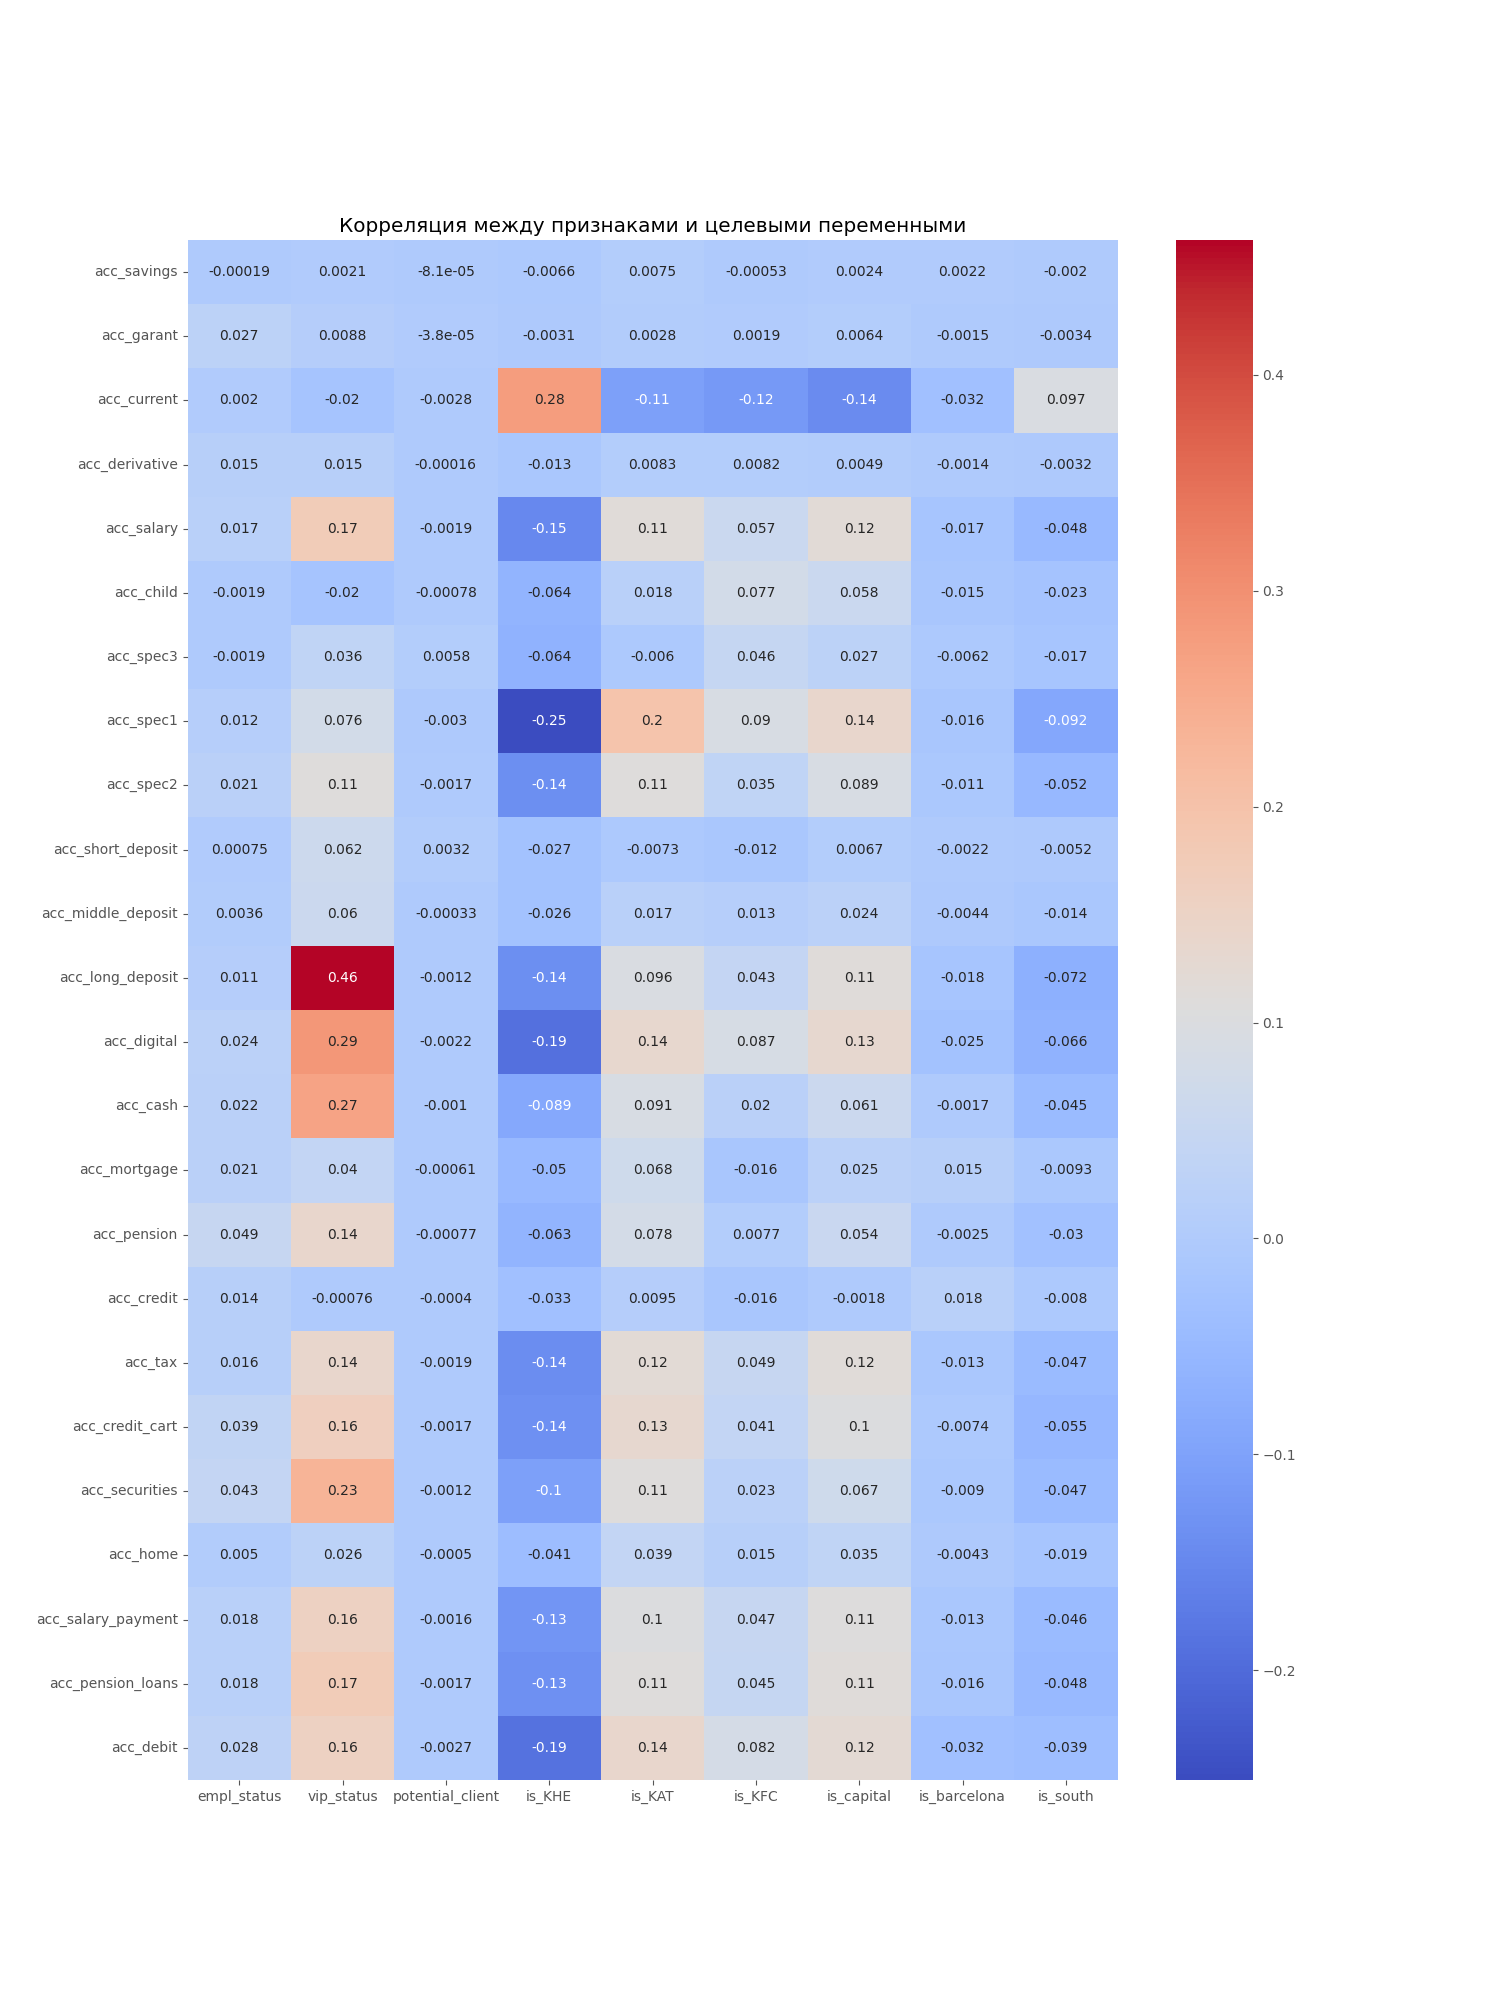 Корреляция между признаками и целевыми переменными
acc_savings -0.00019 0.0021 -8.1e-05 -0.0066 0.0075 -0.00053 0.0024 0.0022 -0.002
acc_garant 0.027 0.0088 -3.8e-05 -0.0031 0.0028 0.0019 0.0064 -0.0015 -0.0034
0.4
acc_current 0.002 -0.02 -0.0028 0.28 -0.11 -0.12 -0.14 -0.032 0.097
acc_derivative 0.015 0.015 -0.00016 -0.013 0.0083 0.0082 0.0049 -0.0014 -0.0032
acc_salary 0.017 0.17 -0.0019 -0.15 0.11 0.057 0.12 -0.017 -0.048
acc_child -0.0019 -0.02 -0.00078 -0.064 0.018 0.077 0.058 -0.015 -0.023
0.3
acc_spec3 -0.0019 0.036 0.0058 -0.064 -0.006 0.046 0.027 -0.0062 -0.017
acc_spec1 0.012 0.076 -0.003 -0.25 0.2 0.09 0.14 -0.016 -0.092
acc_spec2 0.021 0.11 -0.0017 -0.14 0.11 0.035 0.089 -0.011 -0.052
0.2
acc_short_deposit 0.00075 0.062 0.0032 -0.027 -0.0073 -0.012 0.0067 -0.0022 -0.0052
acc_middle_deposit 0.0036 0.06 -0.00033 -0.026 0.017 0.013 0.024 -0.0044 -0.014
acc_long_deposit 0.011 0.46 -0.0012 -0.14 0.096 0.043 0.11 -0.018 -0.072
0.1
acc_digital 0.024 0.29 -0.0022 -0.19 0.14 0.087 0.13 -0.025 -0.066
acc_cash 0.022 0.27 -0.001 -0.089 0.091 0.02 0.061 -0.0017 -0.045
acc_mortgage 0.021 0.04 -0.00061 -0.05 0.068 -0.016 0.025 0.015 -0.0093
acc_pension 0.049 0.14 -0.00077 -0.063 0.078 0.0077 0.054 -0.0025 -0.03
0.0
acc_credit 0.014 -0.00076 -0.0004 -0.033 0.0095 -0.016 -0.0018 0.018 -0.008
acc_tax 0.016 0.14 -0.0019 -0.14 0.12 0.049 0.12 -0.013 -0.047
acc_credit_cart 0.039 0.16 -0.0017 -0.14 0.13 0.041 0.1 -0.0074 -0.055
−0.1
acc_securities 0.043 0.23 -0.0012 -0.1 0.11 0.023 0.067 -0.009 -0.047
acc_home 0.005 0.026 -0.0005 -0.041 0.039 0.015 0.035 -0.0043 -0.019
acc_salary_payment 0.018 0.16 -0.0016 -0.13 0.1 0.047 0.11 -0.013 -0.046
−0.2
acc_pension_loans 0.018 0.17 -0.0017 -0.13 0.11 0.045 0.11 -0.016 -0.048
acc_debit 0.028 0.16 -0.0027 -0.19 0.14 0.082 0.12 -0.032 -0.039
empl_status vip_status potential_client is_KHE is_KAT is_KFC is_capital is_barcelona is_south